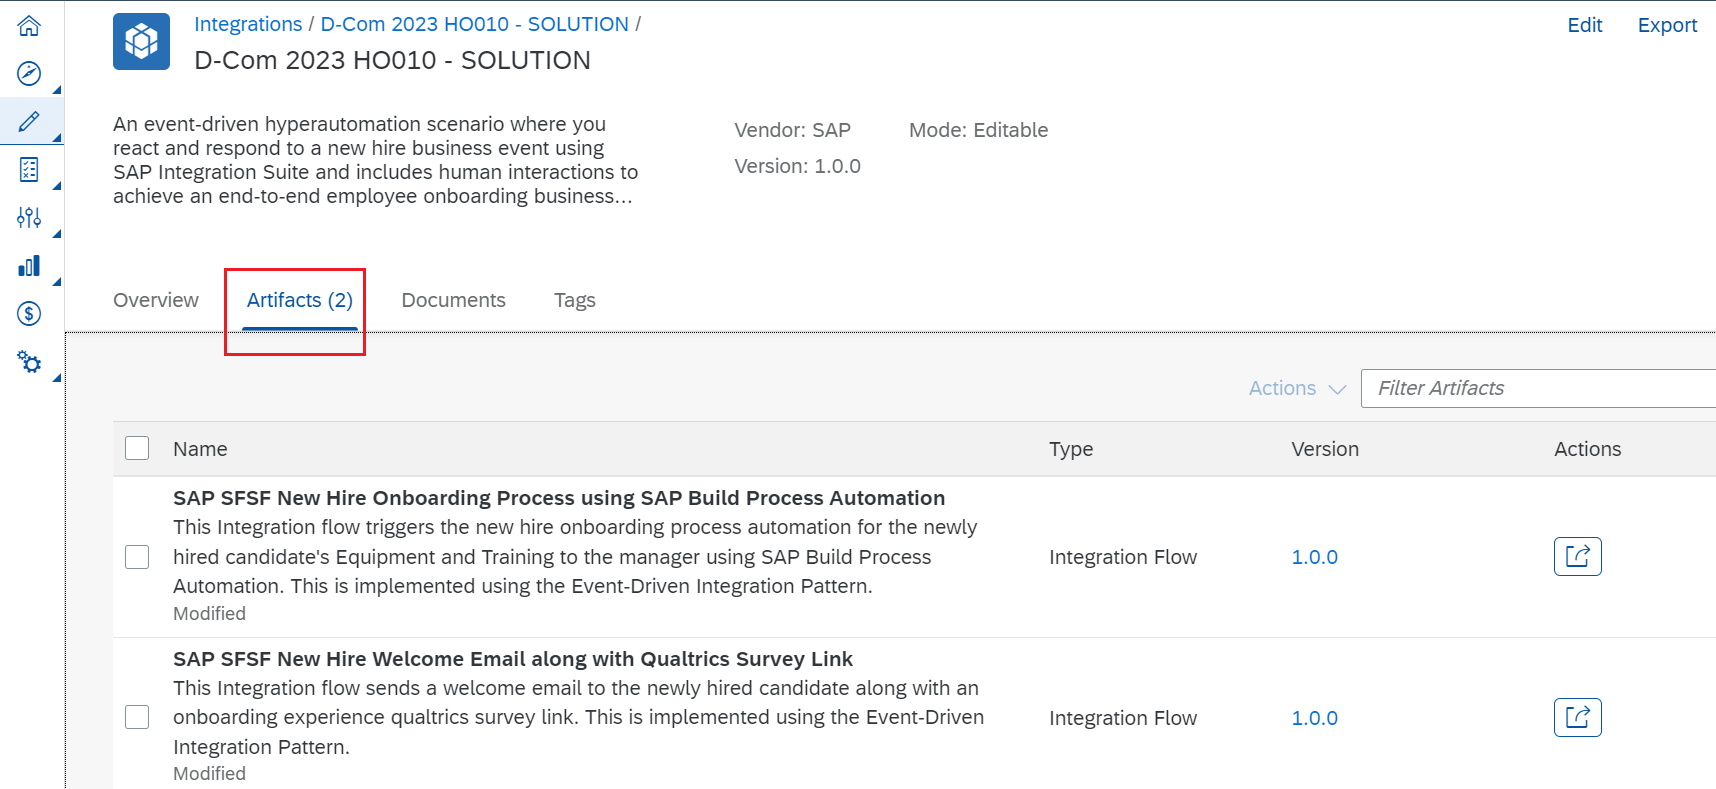 Integrations / D-Com 2023 HO010 - SOLUTION /
Edit
Export
D-Com 2023 HO010 - SOLUTION
An event-driven hyperautomation scenario where you
react and respond to a new hire business event using
SAP Integration Suite and includes human interactions to
achieve an end-to-end employee onboarding business...
Vendor: SAP
Mode: Editable
Version: 1.0.0
Overview
Artifacts (2)
Documents
Tags
Actions
Filter Artifacts
Name
Type
Version
Actions
SAP SFSF New Hire Onboarding Process using SAP Build Process Automation
This Integration flow triggers the new hire onboarding process automation for the newly
hired candidate's Equipment and Training to the manager using SAP Build Process
Automation. This is implemented using the Event-Driven Integration Pattern.
Modified
Integration Flow
1.0.0
SAP SFSF New Hire Welcome Email along with Qualtrics Survey Link
This Integration flow sends a welcome email to the newly hired candidate along with an
onboarding experience qualtrics survey link. This is implemented using the Event-Driven
Integration Pattern.
Modified
Integration Flow
1.0.0